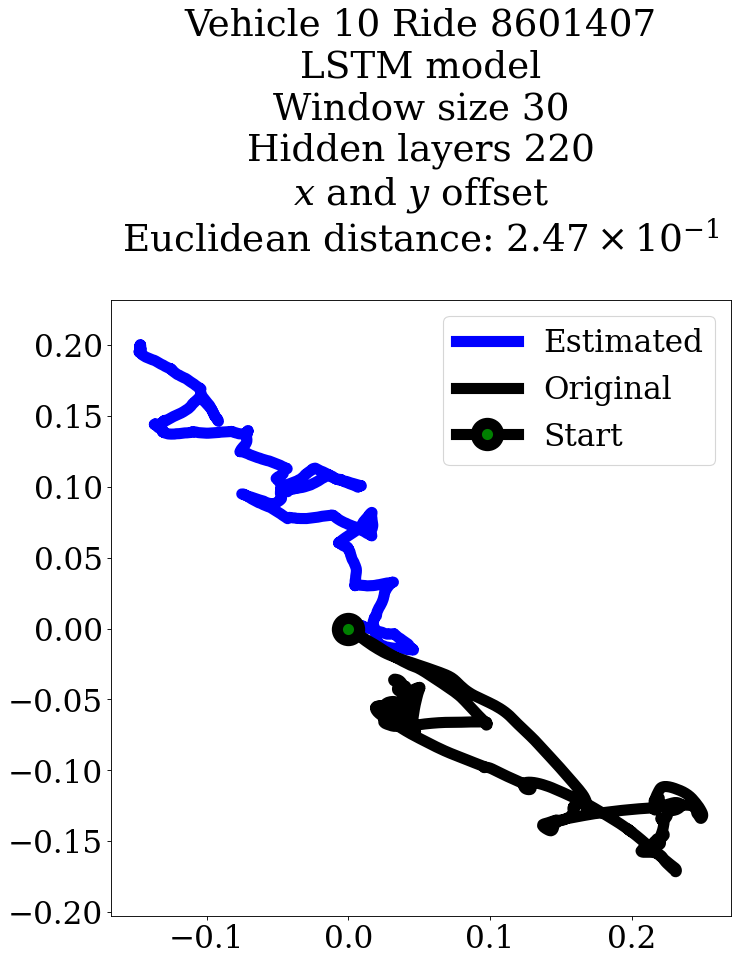 Vehicle 10 Ride 8601407
LSTM model
Window size 30
Hidden layers 220
x and y offset
Euclidean distance: 2.47 × 10⁻¹
Estimated
Original
Start
0.20
0.15
0.10
0.05
0.00
−0.05
−0.10
−0.15
−0.20
−0.1
0.0
0.1
0.2